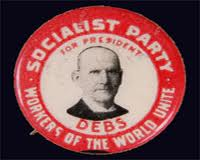 SOCIALIST PARTY
FOR PRESIDENT
DEBS
WORKERS OF THE WORLD UNITE